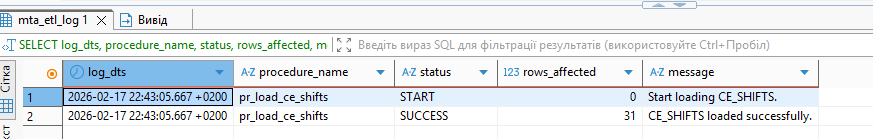 mta_etl_log 1
Вивід
SELECT log_dts, procedure_name, status, rows_affected, m
Введіть вираз SQL для фільтрації результатів (використовуйте Ctrl+Пробіл)
Сітка
log_dts A-Z procedure_name A-Z status 123 rows_affected A-Z message
1 2026-02-17 22:43:05.667 +0200 pr_load_ce_shifts START 0 Start loading CE_SHIFTS.
2 2026-02-17 22:43:05.667 +0200 pr_load_ce_shifts SUCCESS 31 CE_SHIFTS loaded successfully.